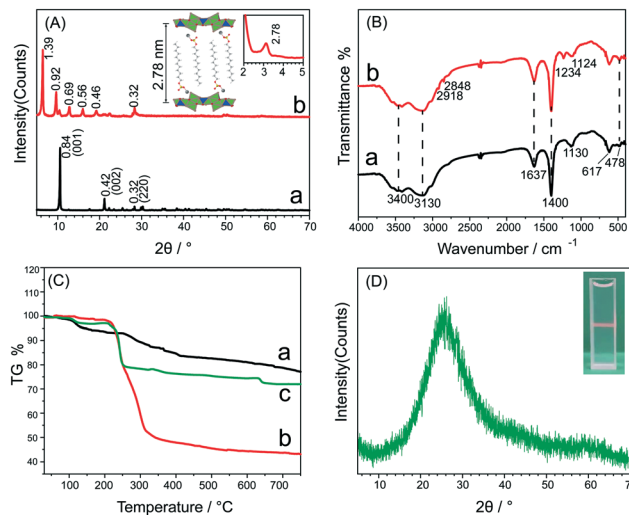 (A)
Intensity(Counts)
1.39
0.92
0.69
0.56
0.46
0.32
b
2.78 nm
2.78
2 3 4 5
0.84
(001)
0.42
(002)
0.32
(220)
a
10 20 30 40 50 60 70
2θ / °
(B)
Transmittance %
b
2848
2918
1234
1124
a
3400
3130
1637
1400
1130
617
478
4000 3500 3000 2500 2000 1500 1000 500
Wavenumber / cm -1
(C)
TG %
120
110
100
90
80
70
60
50
40
a
c
b
100 200 300 400 500 600 700
Temperature / °C
(D)
Intensity(Counts)
10 20 30 40 50 60 70
2θ / °